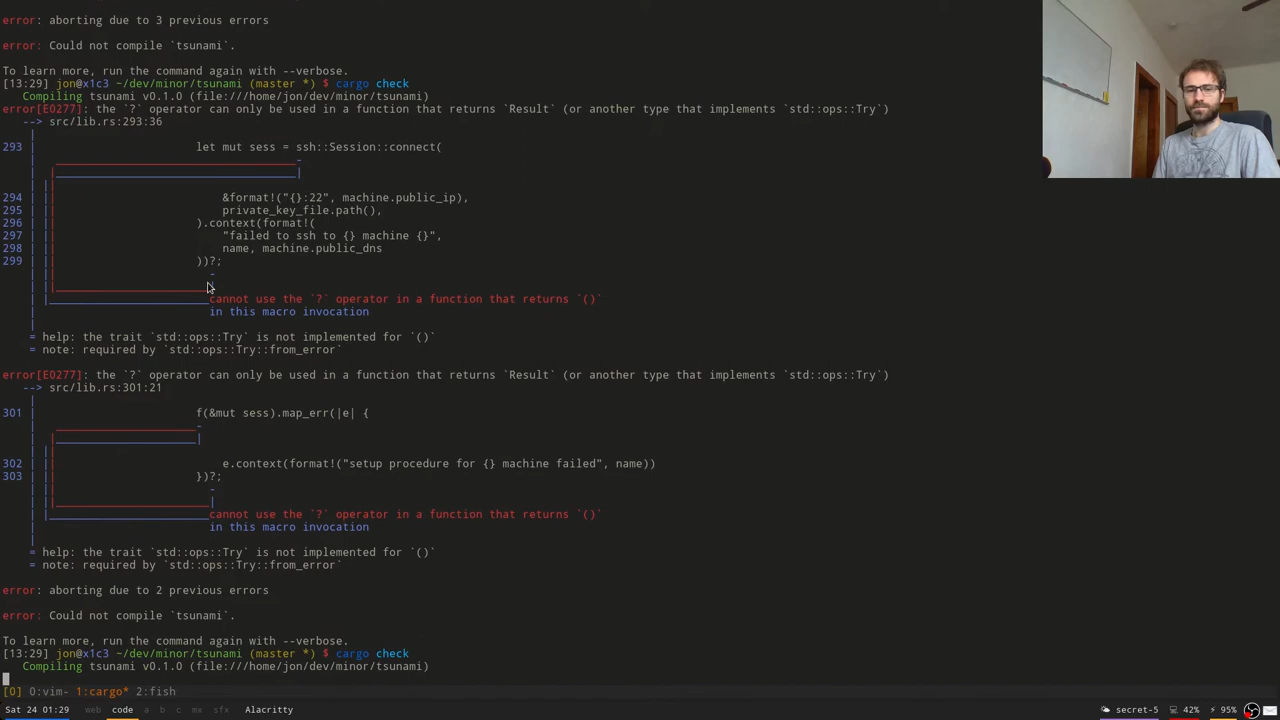 error: aborting due to 3 previous errors
error: Could not compile `tsunami`.
To learn more, run the command again with --verbose.
[13:29] jon@x1c3 ~/dev/minor/tsunami (master *) $ cargo check
Compiling tsunami v0.1.0 (file:///home/jon/dev/minor/tsunami)
error[E0277]: the `?` operator can only be used in a function that returns `Result` (or another type that implements `std::ops::Try`)
--> src/lib.rs:293:36
|
293 | let mut sess = ssh::Session::connect(
294 | &format!("{}:22", machine.public_ip),
295 | private_key_file.path(),
296 | ).context(format!(
297 | "failed to ssh to {} machine {}",
298 | name, machine.public_dns
299 | ))?;
cannot use the `?` operator in a function that returns `()`
in this macro invocation
|
= help: the trait `std::ops::Try` is not implemented for `()`
= note: required by `std::ops::Try::from_error`
error[E0277]: the `?` operator can only be used in a function that returns `Result` (or another type that implements `std::ops::Try`)
--> src/lib.rs:301:21
|
301 | f(&mut sess).map_err(|e| {
302 | e.context(format!("setup procedure for {} machine failed", name))
303 | })?;
cannot use the `?` operator in a function that returns `()`
in this macro invocation
|
= help: the trait `std::ops::Try` is not implemented for `()`
= note: required by `std::ops::Try::from_error`
error: aborting due to 2 previous errors
error: Could not compile `tsunami`.
To learn more, run the command again with --verbose.
[13:29] jon@x1c3 ~/dev/minor/tsunami (master *) $ cargo check
Compiling tsunami v0.1.0 (file:///home/jon/dev/minor/tsunami)
[0] 0:vim- 1:cargo* 2:fish
Sat 24 01:29 web code a b c mx sfx Alacritty secret-5 42% 95%